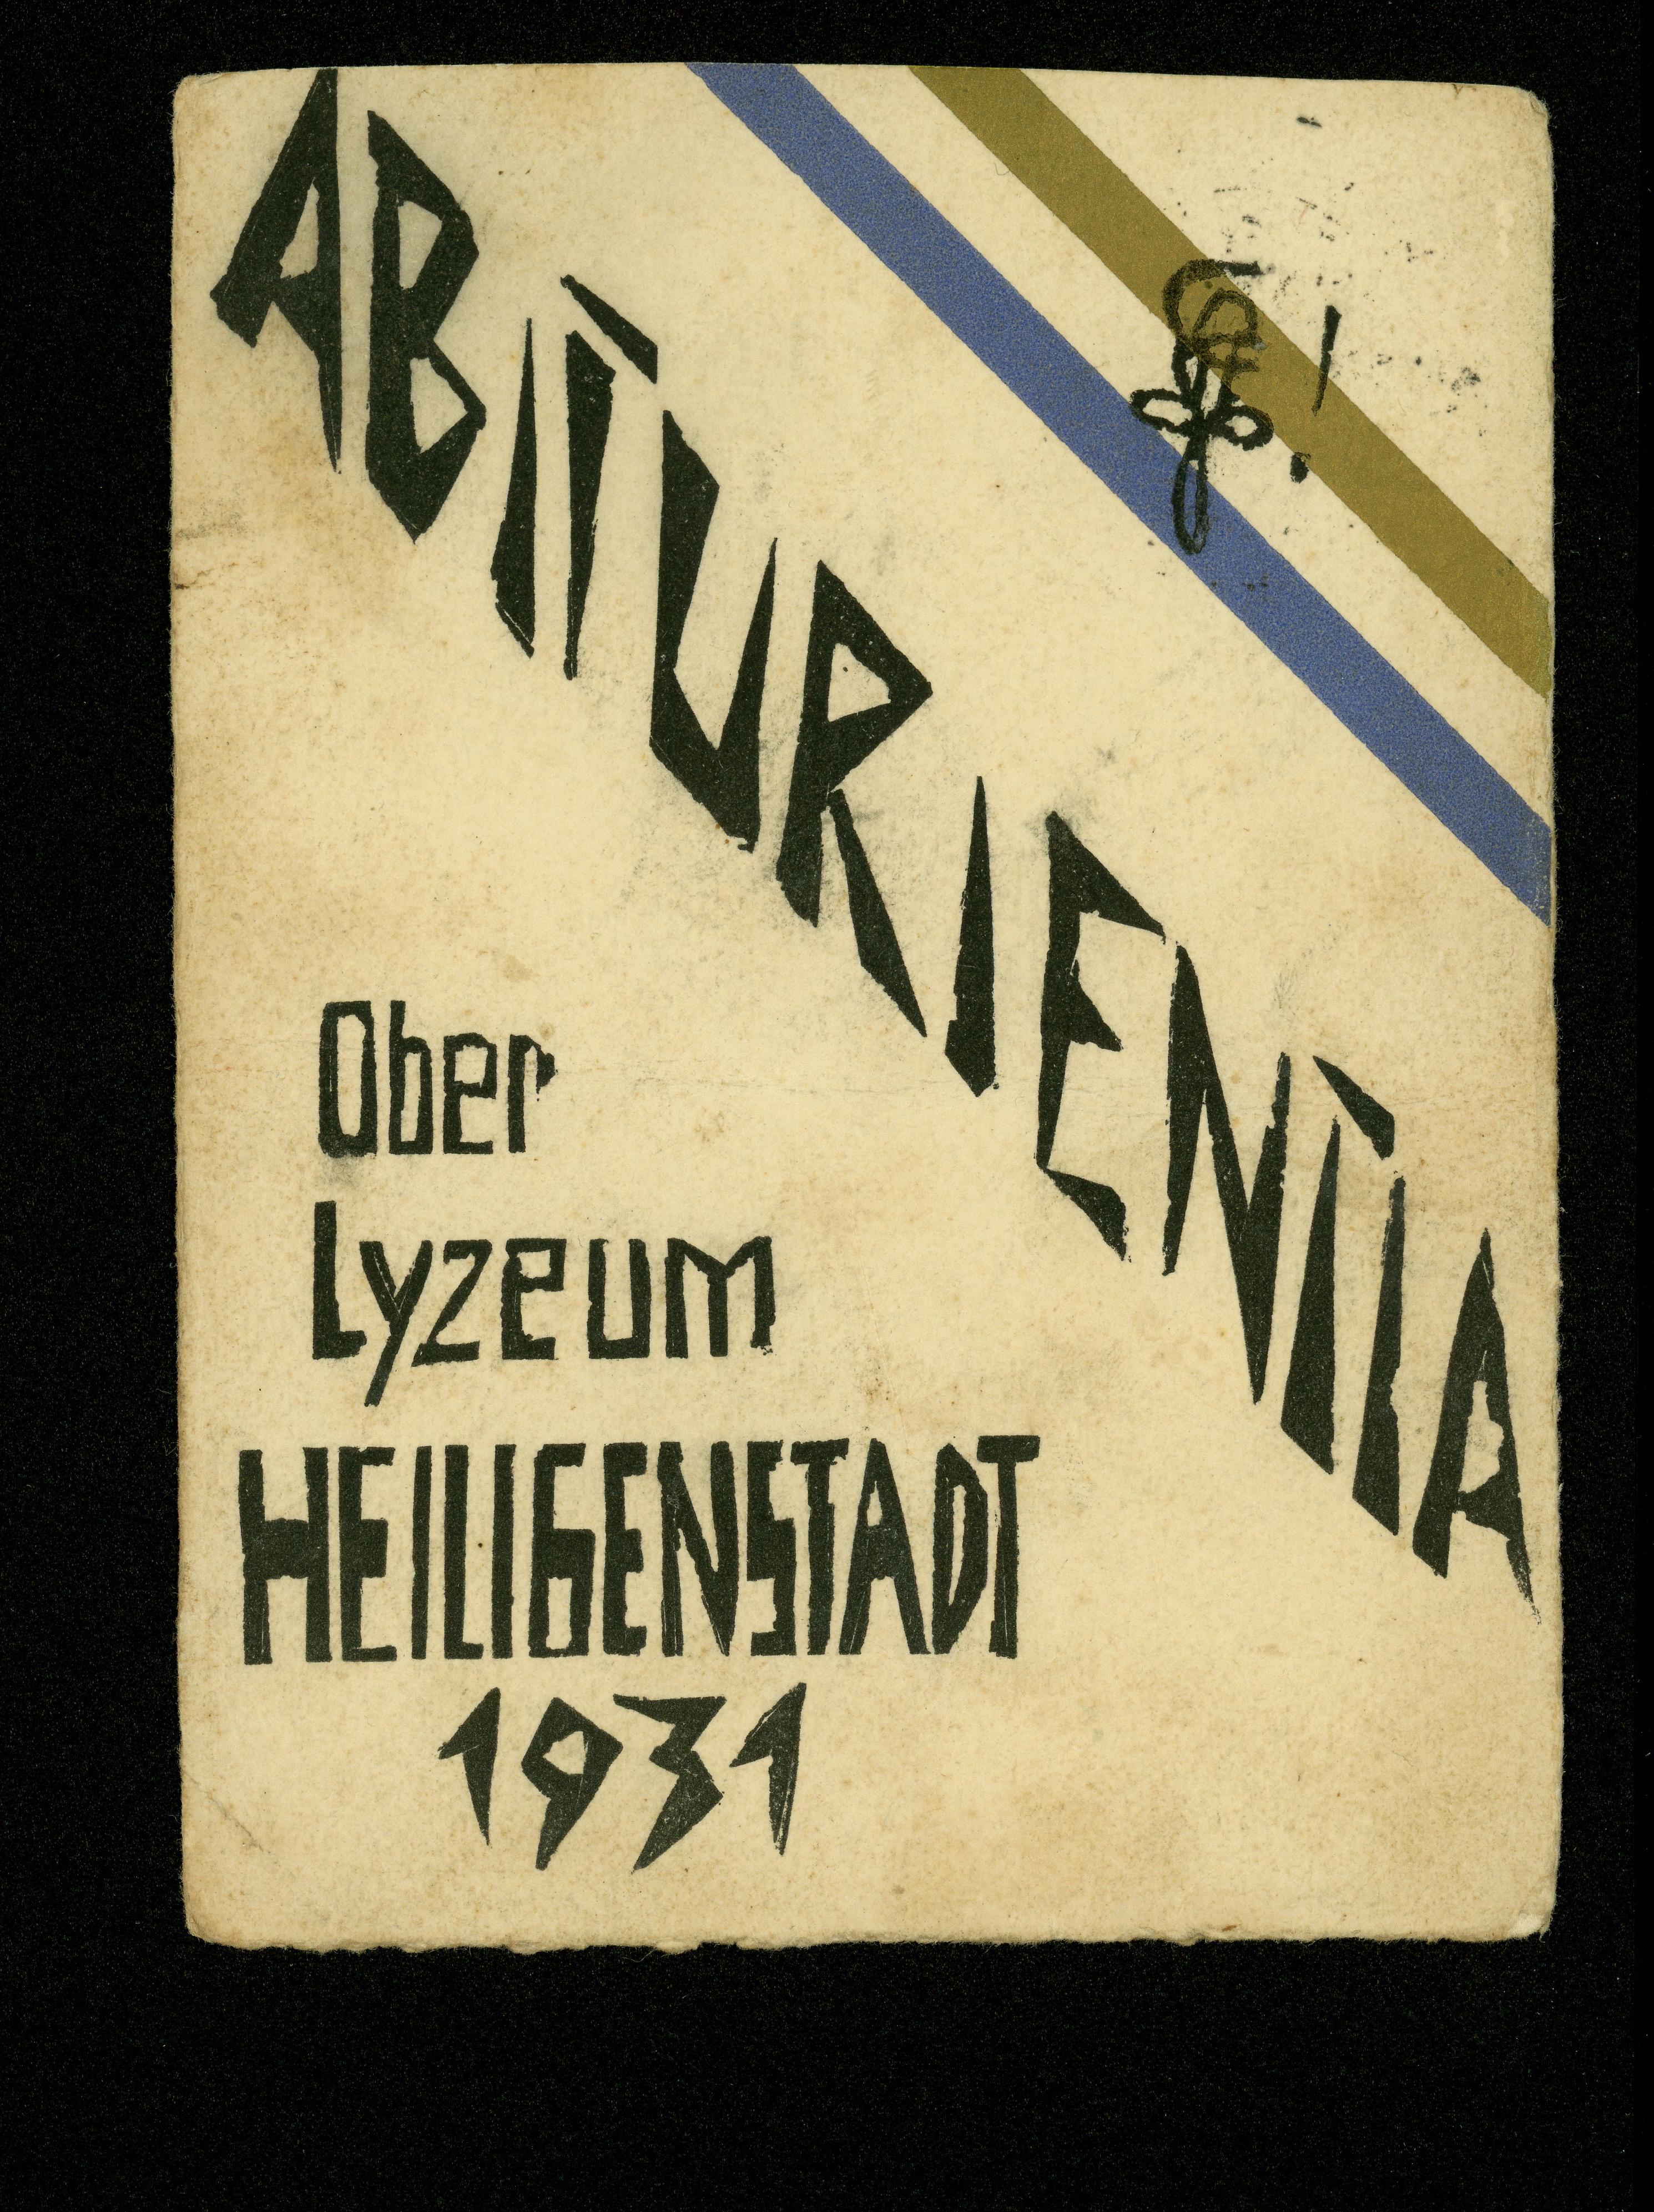 ABITURIENTIA
Ober
Lyzeum
HEILIGENSTADT
1931